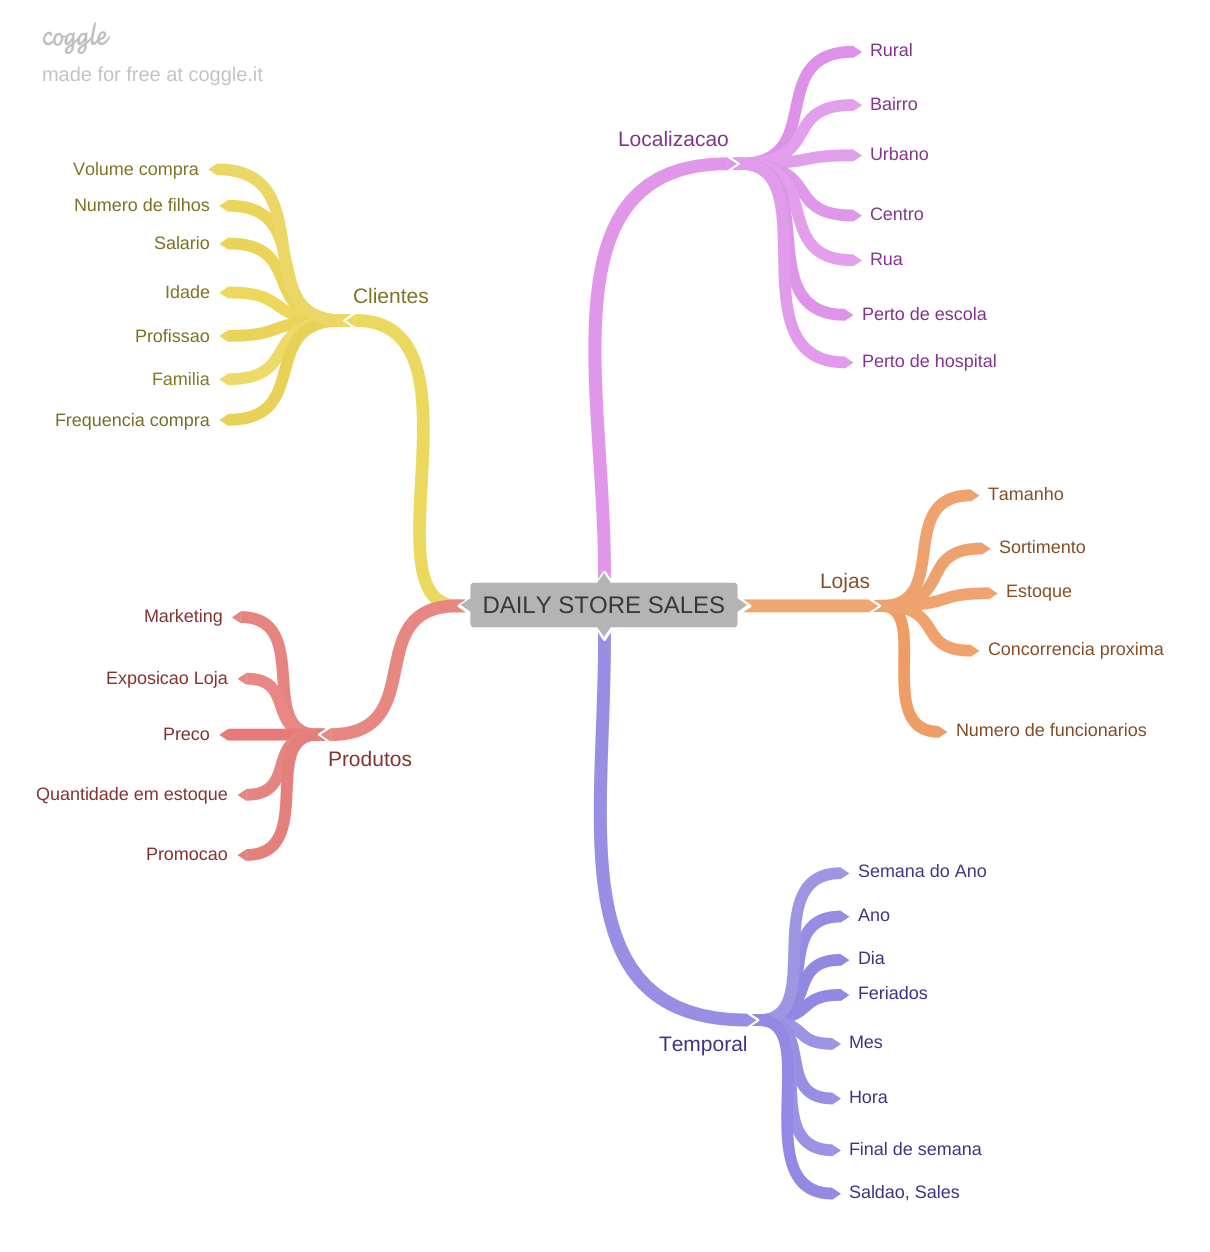 coggle
made for free at coggle.it
Localizacao
Rural
Bairro
Urbano
Centro
Rua
Perto de escola
Perto de hospital
Clientes
Volume compra
Numero de filhos
Salario
Idade
Profissao
Familia
Frequencia compra
DAILY STORE SALES
Lojas
Tamanho
Sortimento
Estoque
Concorrencia proxima
Numero de funcionarios
Produtos
Marketing
Exposicao Loja
Preco
Quantidade em estoque
Promocao
Temporal
Semana do Ano
Ano
Dia
Feriados
Mes
Hora
Final de semana
Saldao, Sales